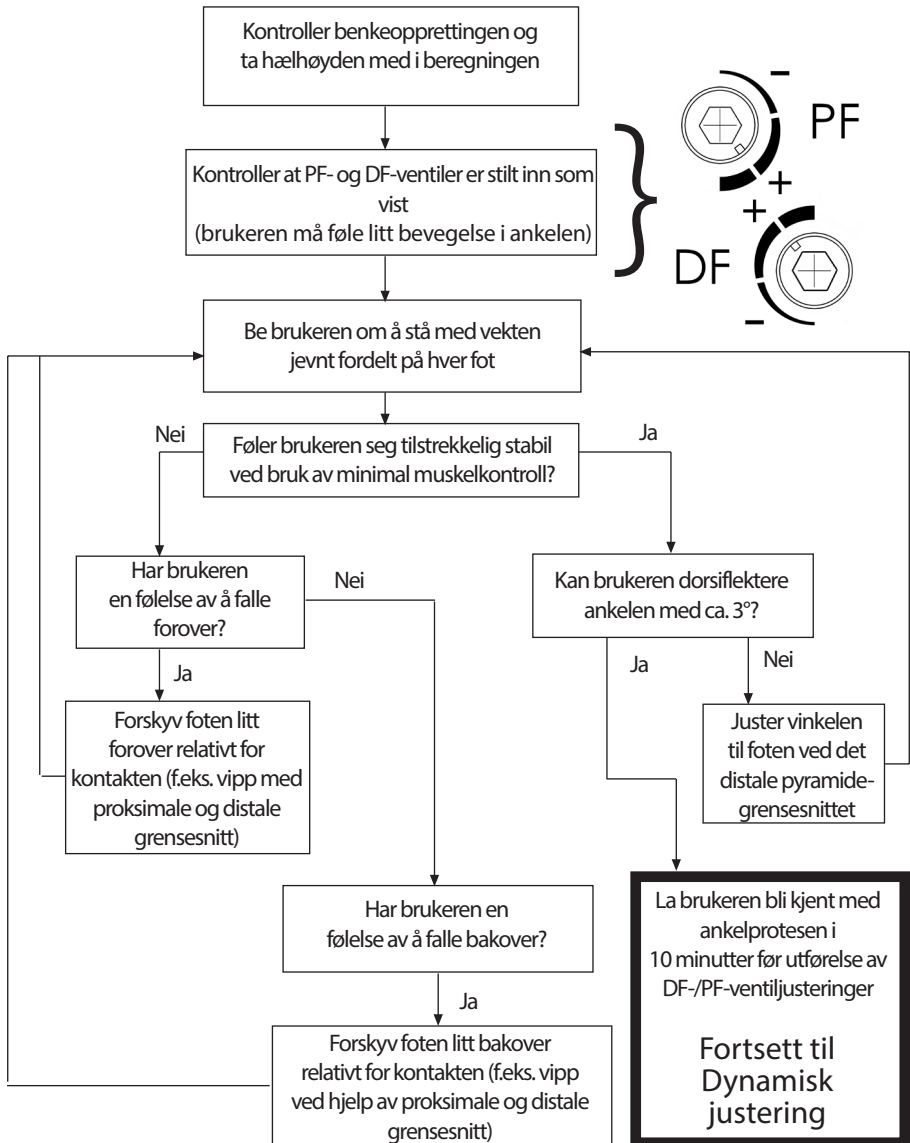 Kontroller benkeopprettingen og
ta hælhøyden med i beregningen
Kontroller at PF- og DF-ventiler er stilt inn som
vist
(brukeren må føle litt bevegelse i ankelen)
-
PF
+
+
DF
-
Be brukeren om å stå med vekten
jevnt fordelt på hver fot
Nei
Føler brukeren seg tilstrekkelig stabil
ved bruk av minimal muskelkontroll?
Ja
Har brukeren
en følelse av å falle
forover?
Nei
Ja
Forskyv foten litt
forover relativt for
kontakten (f.eks. vipp med
proksimale og distale
grensesnitt)
Har brukeren en
følelse av å falle bakover?
Ja
Forskyv foten litt bakover
relativt for kontakten (f.eks. vipp
ved hjelp av proksimale og distale
grensesnitt)
Kan brukeren dorsiflektere
ankelen med ca. 3°?
Ja
Nei
Juster vinkelen
til foten ved det
distale pyramide-
grensesnittet
La brukeren bli kjent med
ankelprotesen i
10 minutter før utførelse av
DF-/PF-ventiljusteringer
Fortsett til
Dynamisk
justering